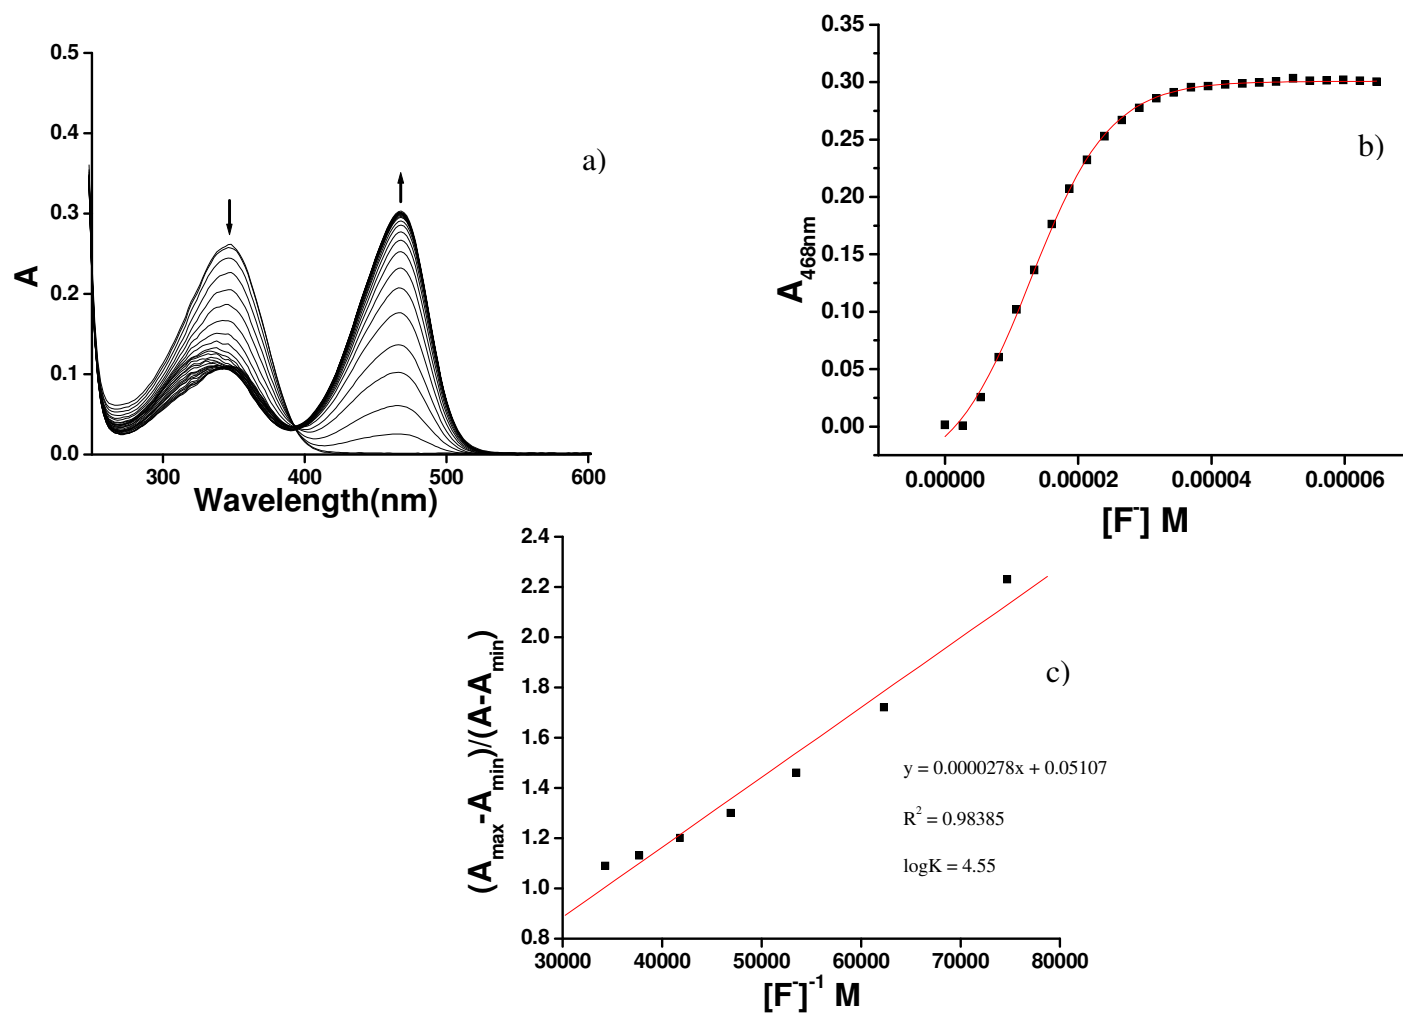 0.5
0.4
0.3
0.2
0.1
0.0
A
300 400 500 600
Wavelength(nm)
a)
0.35
0.30
0.25
0.20
0.15
0.10
0.05
0.00
A468nm
0.00000 0.00002 0.00004 0.00006
[F-] M
b)
2.4
2.2
2.0
1.8
1.6
1.4
1.2
1.0
0.8
(Amax-Amin)/(A-Amin)
30000 40000 50000 60000 70000 80000
[F-]-1 M
c)
y = 0.0000278x + 0.05107
R2 = 0.98385
logK = 4.55